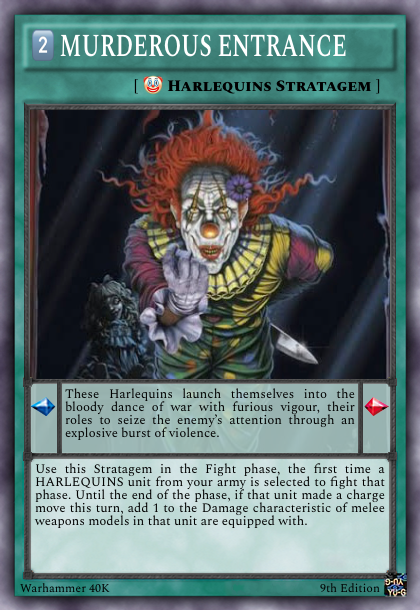 2 MURDEROUS ENTRANCE
[ 🤡 HARLEQUINS STRATAGEM ]
These Harlequins launch themselves into the
bloody dance of war with furious vigour, their
roles to seize the enemy's attention through an
explosive burst of violence.
Use this Stratagem in the Fight phase, the first time a
HARLEQUINS unit from your army is selected to fight that
phase. Until the end of the phase, if that unit made a charge
move this turn, add 1 to the Damage characteristic of melee
weapons models in that unit are equipped with.
Warhammer 40K 9th Edition